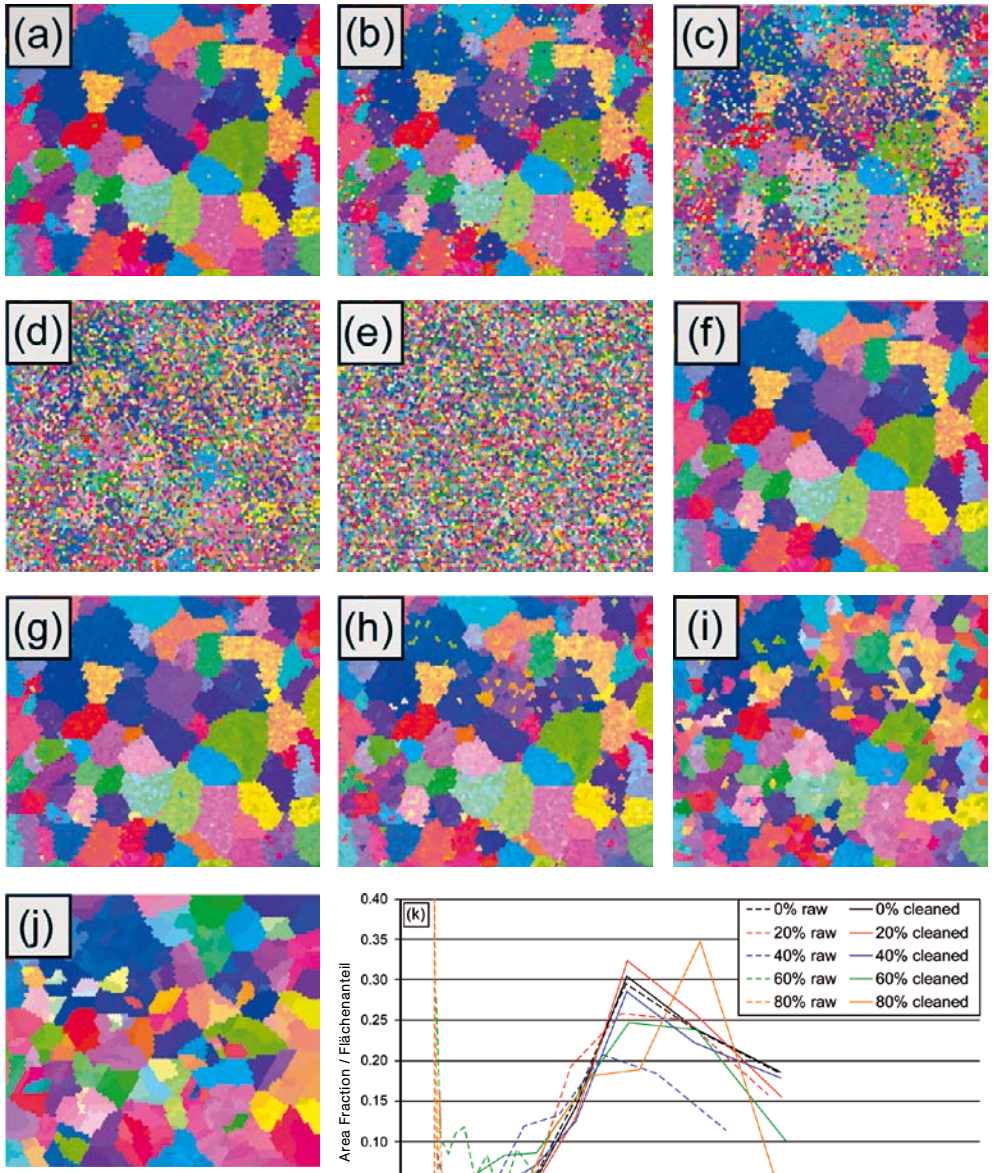 (a)
(b)
(c)
(d)
(e)
(f)
(g)
(h)
(i)
(j)
(k)
Area Fraction / Flächenanteil
0.40
0.35
0.30
0.25
0.20
0.15
0.10
0% raw
0% cleaned
20% raw
20% cleaned
40% raw
40% cleaned
60% raw
60% cleaned
80% raw
80% cleaned